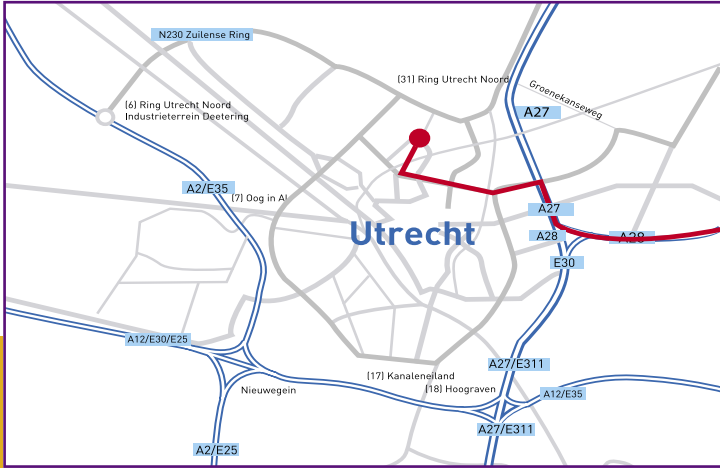 N230 Zuilense Ring
(31) Ring Utrecht Noord
Groenekanseweg
(6) Ring Utrecht Noord
Industrieterrein Deetering
A27
A2/E35
(7) Oog in Al
A27
Utrecht
A28
A28
E30
A12/E30/E25
A27/E311
(17) Kanaleneiland
(18) Hoograven
Nieuwegein
A12/E35
A27/E311
A2/E25